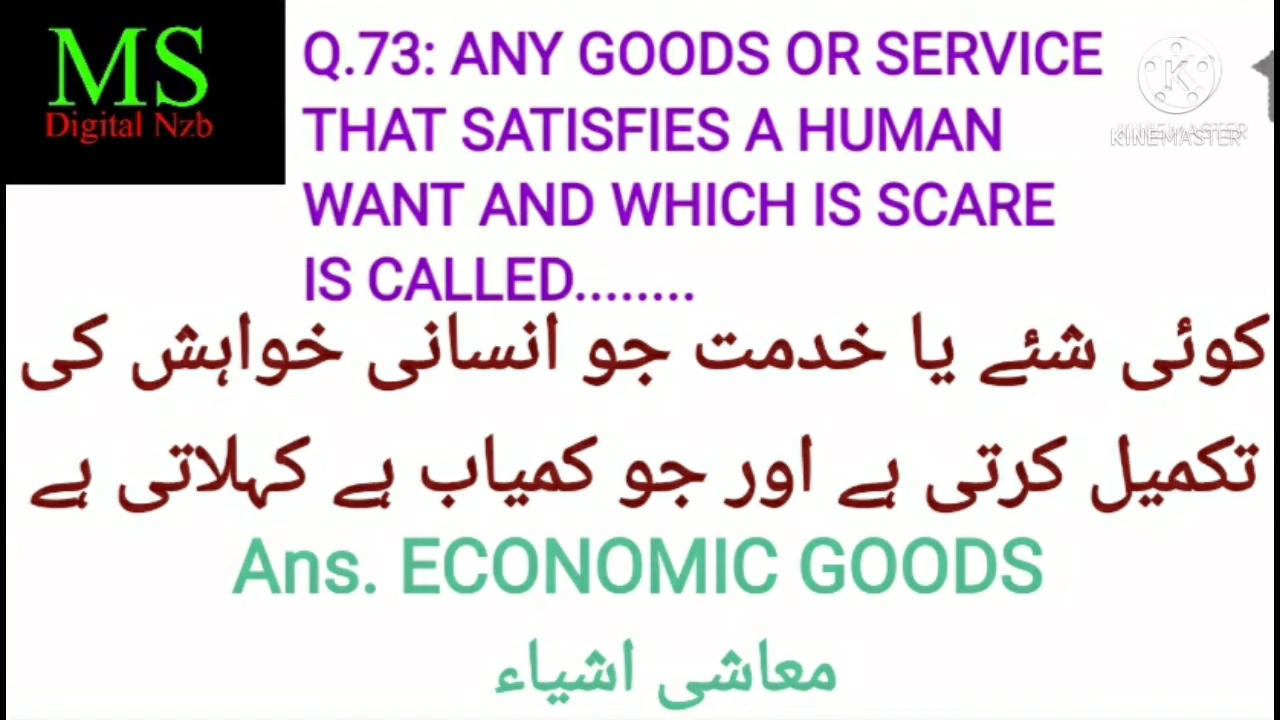 MS
Digital Nzb
Q.73: ANY GOODS OR SERVICE
THAT SATISFIES A HUMAN
WANT AND WHICH IS SCARE
IS CALLED........
KINEMASTER
کوئی شئے یا خدمت جو انسانی خواہش کی
تکمیل کرتی ہے اور جو کمیاب ہے کہلاتی ہے
Ans. ECONOMIC GOODS
معاشی اشیاء